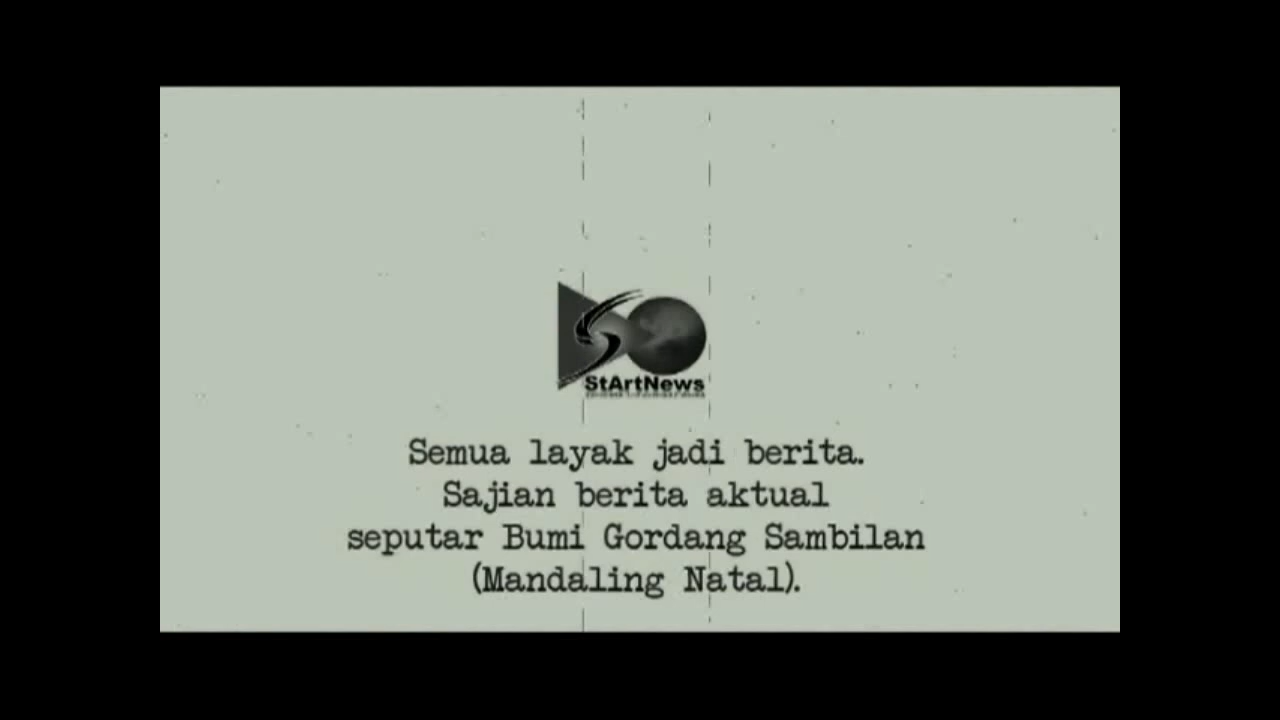 StArtNews
Semua layak jadi berita.
Sajian berita aktual
seputar Bumi Gordang Sambilan
(Mandaling Natal).